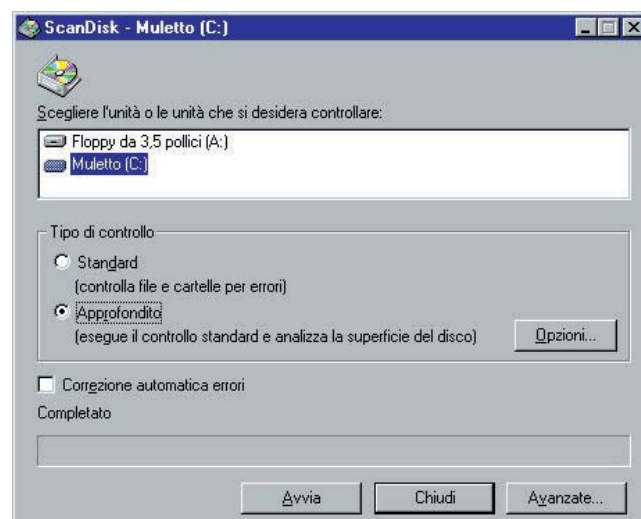 ScanDisk - Muletto (C:)
Scegliere l'unità o le unità che si desidera controllare:
Floppy da 3,5 pollici (A:)
Muletto (C:)
Tipo di controllo
Standard
(controlla file e cartelle per errori)
Approfondito
(esegue il controllo standard e analizza la superficie del disco)
Opzioni...
Correzione automatica errori
Completato
Avvia Chiudi Avanzate...